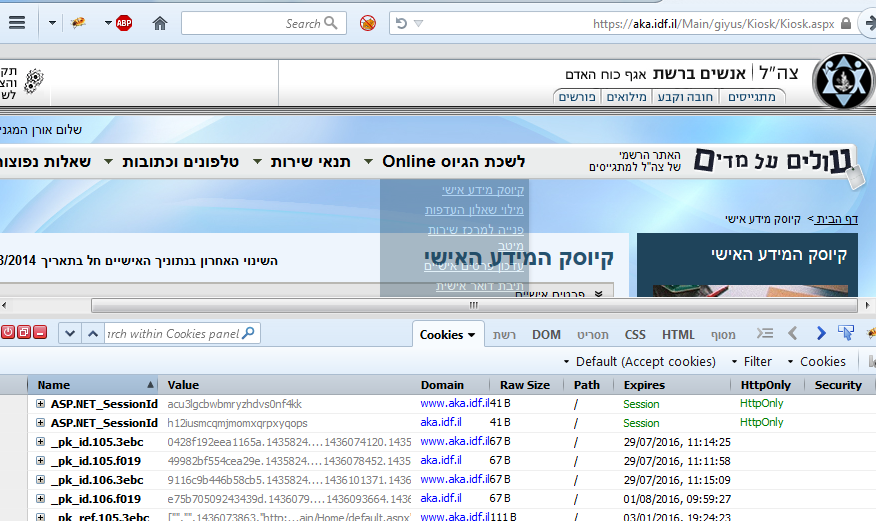 Search
https://aka.idf.il/Main/giyus/Kiosk/Kiosk.aspx
צה"ל אנשים ברשת אגף כוח האדם
מתגייסים חובה וקבע מילואים פורשים
תק
והצ
לש
שלום אורן המגני
עולים על מדים
האתר הרשמי
של צה"ל למתגייסים
לשכת הגיוס Online תנאי שירות טלפונים וכתובות שאלות נפוצות
קיוסק מידע אישי
מילוי שאלון העדפות
פנייה למרכז שירות
מיטב
עדכון פרטים אישיים
תיבת דואר אישית
דף הבית > קיוסק מידע אישי
קיוסק המידע האישי
קיוסק המידע האישי
השינוי האחרון בנתוניך האישיים חל בתאריך 3/2014
פרטים אישיים
arch within Cookies panel
Cookies רשת DOM תסריט CSS HTML מסוף
Default (Accept cookies) Filter Cookies
Name Value Domain Raw Size Path Expires HttpOnly Security
ASP.NET_SessionId acu3lgcbwbmryzhdvs0nf4kk www.aka.idf.il 41 B / Session HttpOnly
ASP.NET_SessionId h12iusmcqmjmomxqrpxyqops aka.idf.il 41 B / Session HttpOnly
_pk_id.105.3ebc 0428f192eea1165a.1435824....1436074120.1435 www.aka.idf.il 67 B / 29/07/2016, 11:14:25
_pk_id.105.f019 49982bf554cea29e.1435824....1436078452.1435 aka.idf.il 67 B / 29/07/2016, 11:11:58
_pk_id.106.3ebc 9116c9b446b58cb5.1435824....1436101371.1436 www.aka.idf.il 67 B / 29/07/2016, 11:15:09
_pk_id.106.f019 e75b70509243439d.1436079....1436093664.1436 aka.idf.il 67 B / 01/08/2016, 09:59:27
_pk_ref.105.3ebc ["","",1436073863,"http:...ain/Home/default.aspx" www.aka.idf.il 111 B / 03/01/2016, 19:24:23